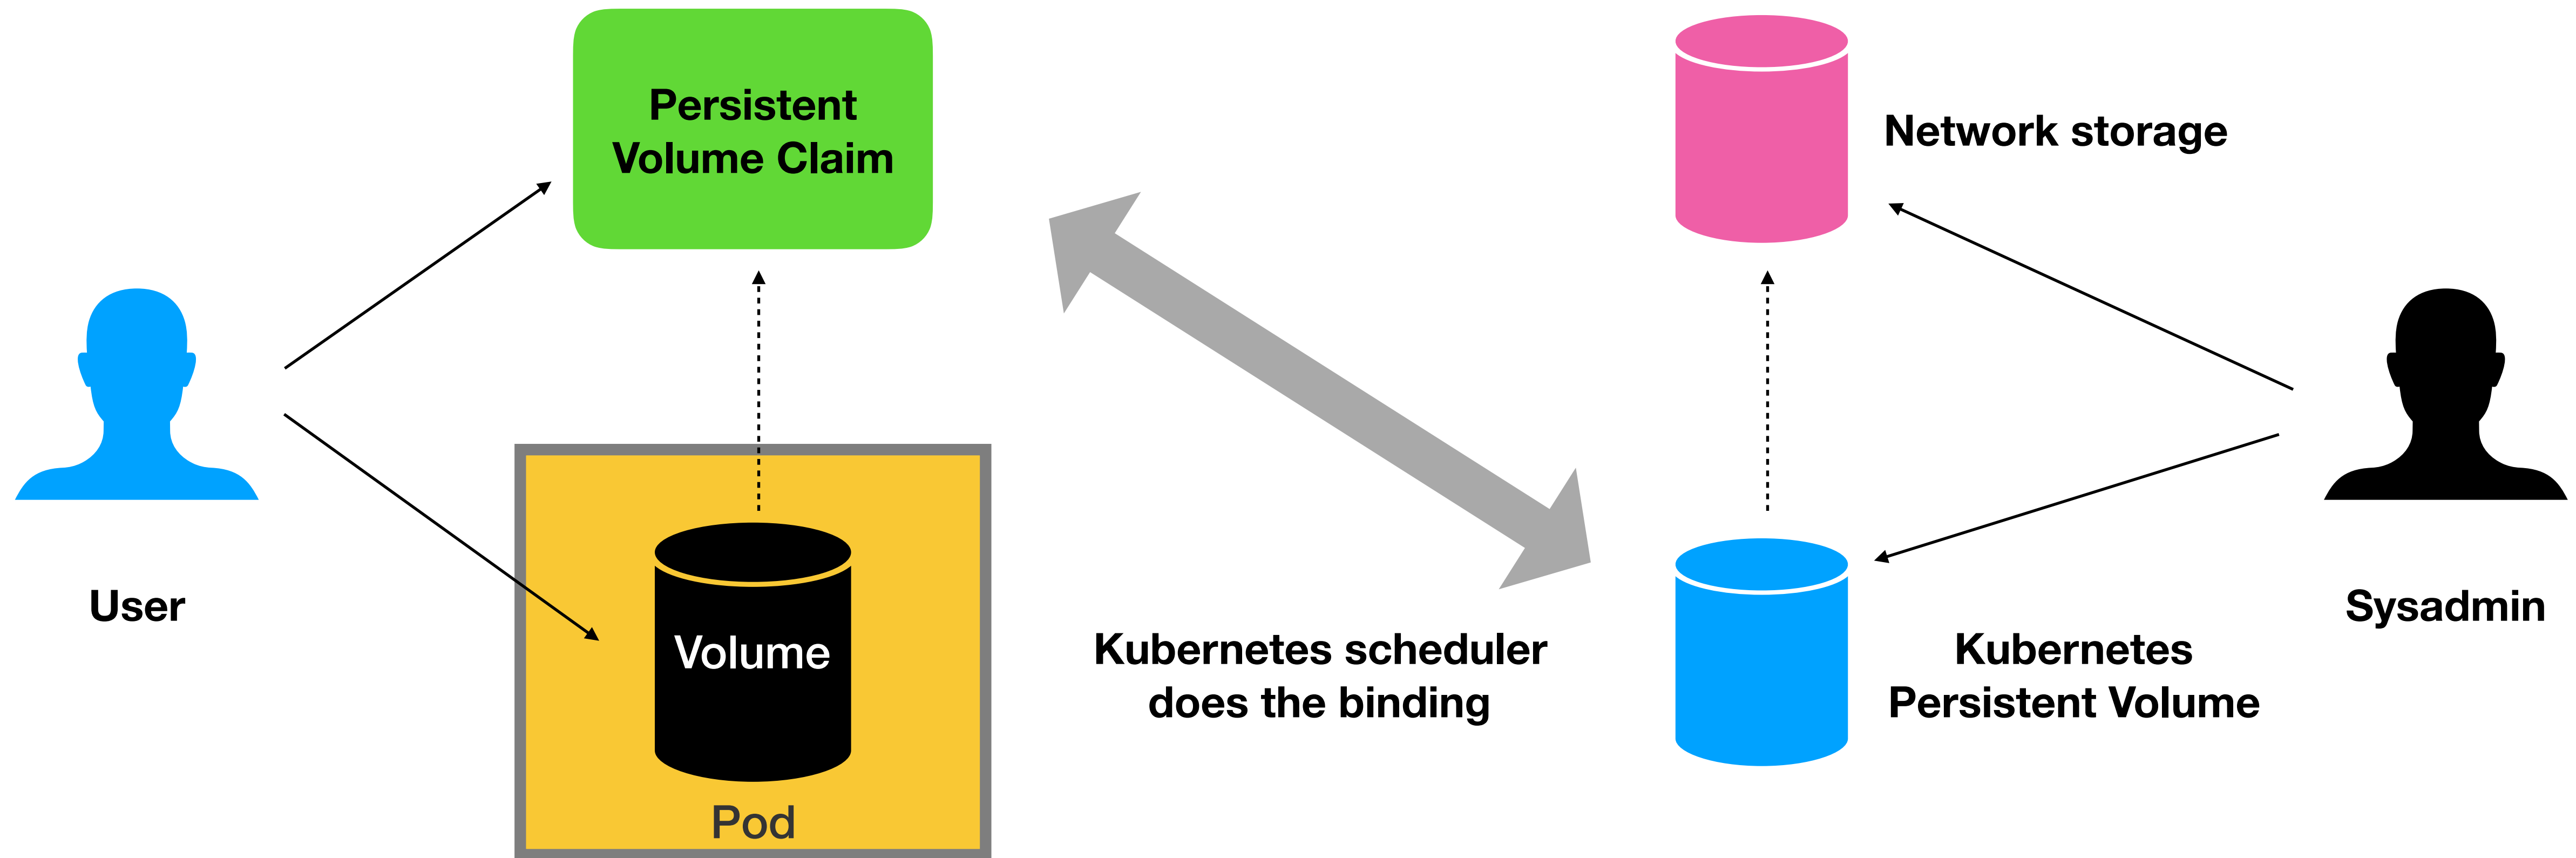 Persistent
Volume Claim
Network storage
User
Volume
Pod
Kubernetes scheduler
does the binding
Kubernetes
Persistent Volume
Sysadmin